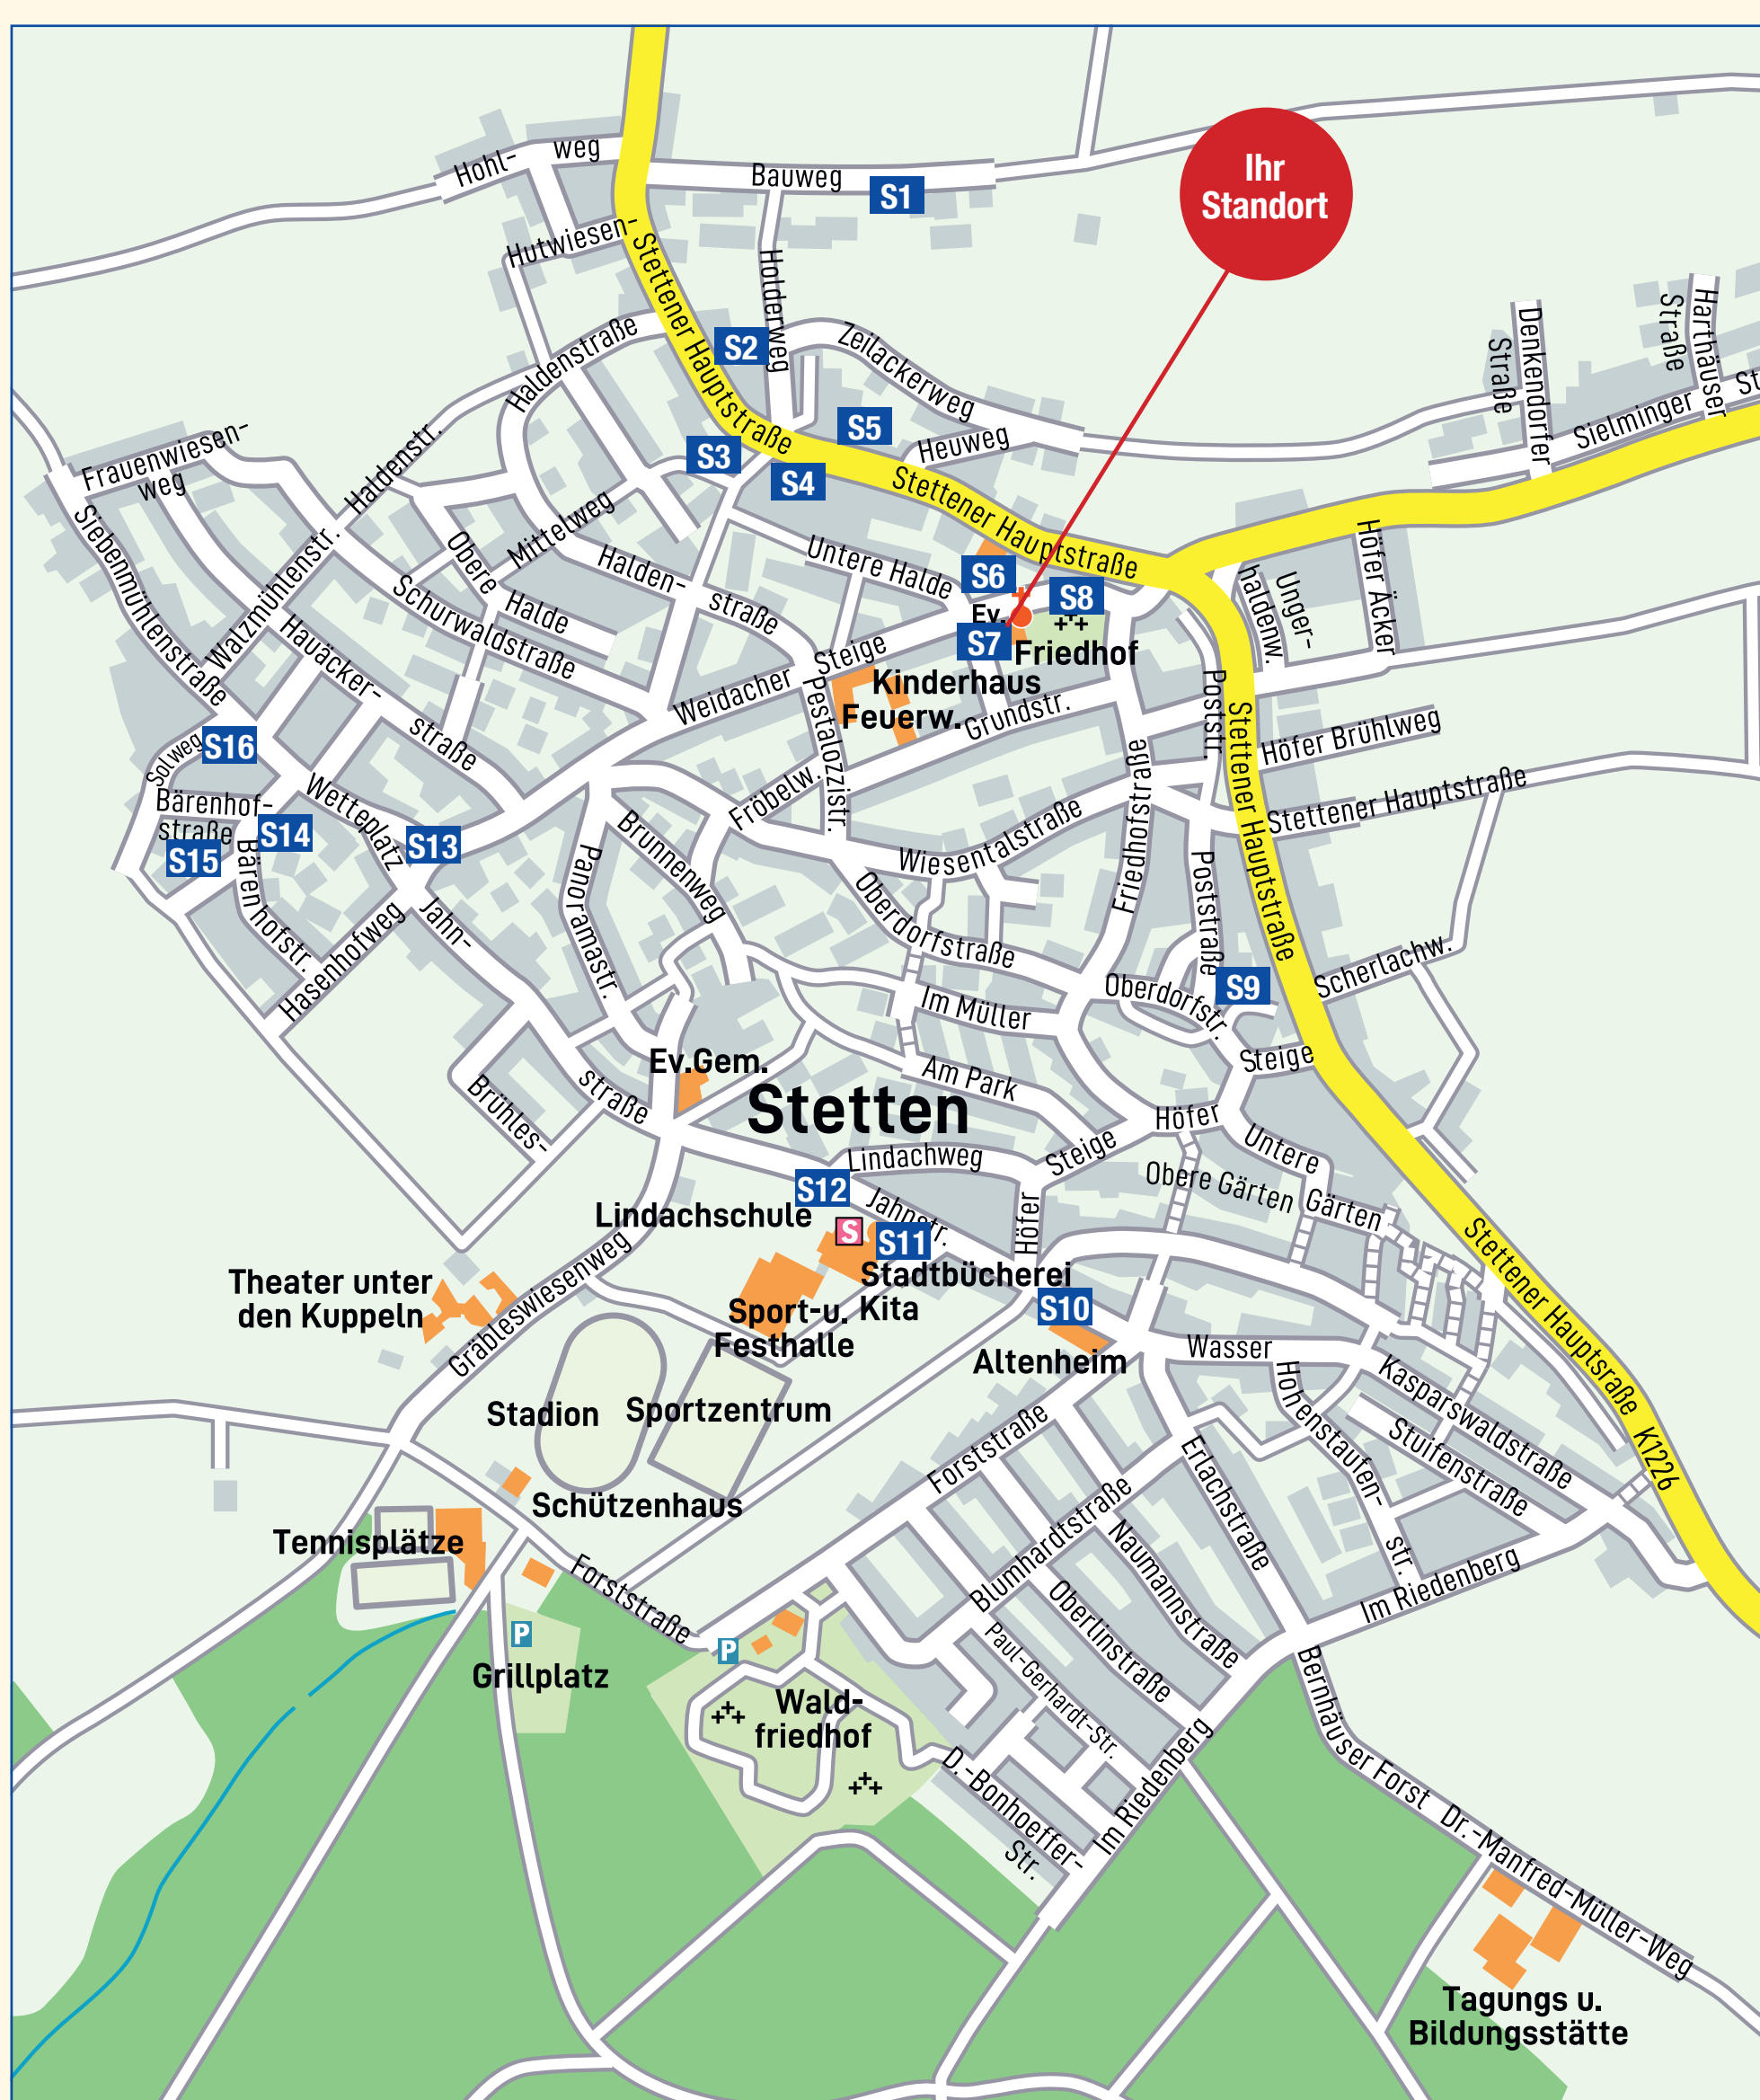 Ihr
Standort
Hohl-
weg
Bauweg
S1
Hutwiesen-
Stettener Hauptstraße
Holderweg
S2
Zeilackerweg
Haldenstraße
Denkendorfer
Straße
Harthäuser
Straße
Sielminger
St
S5
Heuweg
S3
S4
Stettener Hauptstraße
Frauenwiesen-
weg
Haldenstr.
Mittelweg
Obere
Halde
Halden-
straße
Untere Halde
S6
S8
Ev.
S7
Friedhof
Unger-
haldenw.
Höfer Äcker
Siebenmühlenstraße
Walzmühlenstr.
Schurwaldstraße
Hauäcker-
straße
Weidacher
Steige
Kinderhaus
Feuerw.
Grundstr.
Pestalozzistr.
Poststr.
Stettener Hauptstraße
Höfer Brühlweg
Stettener Hauptstraße
Solweg
S16
Bärenhof-
straße
S14
S15
Bären
hofstr.
Wetteplatz
S13
Hasenhofweg
Jahn-
straße
Panoramastr.
Brunnenweg
Fröbelw.
Wiesentalstraße
Friedhofstraße
Poststraße
Oberdorfstraße
Oberdorfstr.
S9
Scherlachw.
Im Müller
Steige
Am Park
Ev.Gem.
Stetten
Brühles-
Höfer
Steige
Untere
Gärten
Obere Gärten
Lindachweg
Höfer
S12
Jahnstr.
Lindachschule
S
S11
Stadtbücherei
Kita
Sport-u.
Festhalle
S10
Altenheim
Theater unter
den Kuppeln
Gräbleswiesenweg
Stadion
Sportzentrum
Schützenhaus
Tennisplätze
Wasser
Hohenstaufen-
str.
Kasparswaldstraße
Stuifenstraße
Stettener Hauptsraße
K1226
Forststraße
Erlachstraße
Blumhardtstraße
Naumannstraße
Oberlinstraße
Paul-Gerhardt-Str.
Im Riedenberg
Forststraße
P
P
Grillplatz
Wald-
friedhof
D.-Bonhoeffer-
Str.
Im Riedenberg
Bernhäuser Forst
Dr.-Manfred-Müller-Weg
Tagungs u.
Bildungsstätte